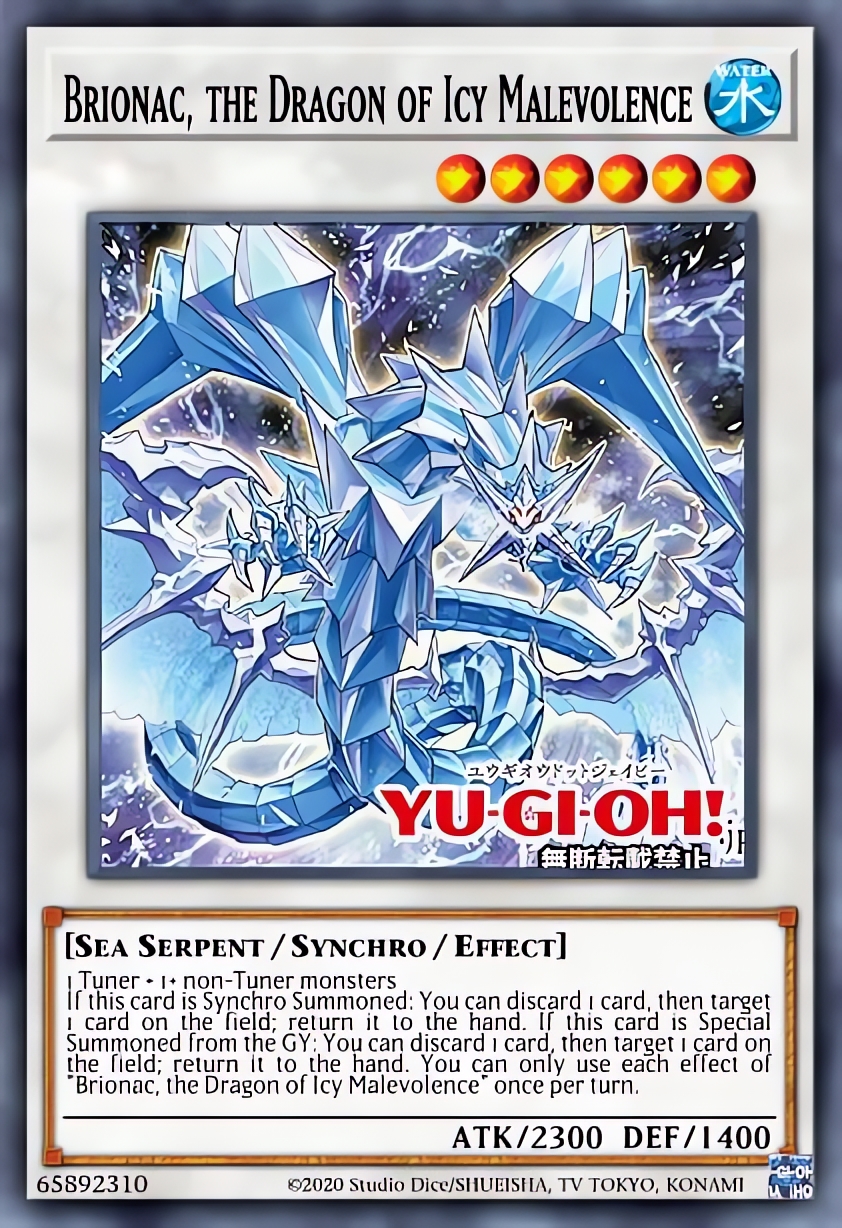 BRIONAC, THE DRAGON OF ICY MALEVOLENCE
WATER
水
ユウギオウドットジェイピー
YU-GI-OH!
.JP
無断転載禁止
[SEA SERPENT / SYNCHRO / EFFECT]
1 Tuner + 1+ non-Tuner monsters
If this card is Synchro Summoned: You can discard 1 card, then target
1 card on the field; return it to the hand. If this card is Special
Summoned from the GY: You can discard 1 card, then target 1 card on
the field; return it to the hand. You can only use each effect of
"Brionac, the Dragon of Icy Malevolence" once per turn.
ATK/2300 DEF/1400
65892310
©2020 Studio Dice/SHUEISHA, TV TOKYO, KONAMI